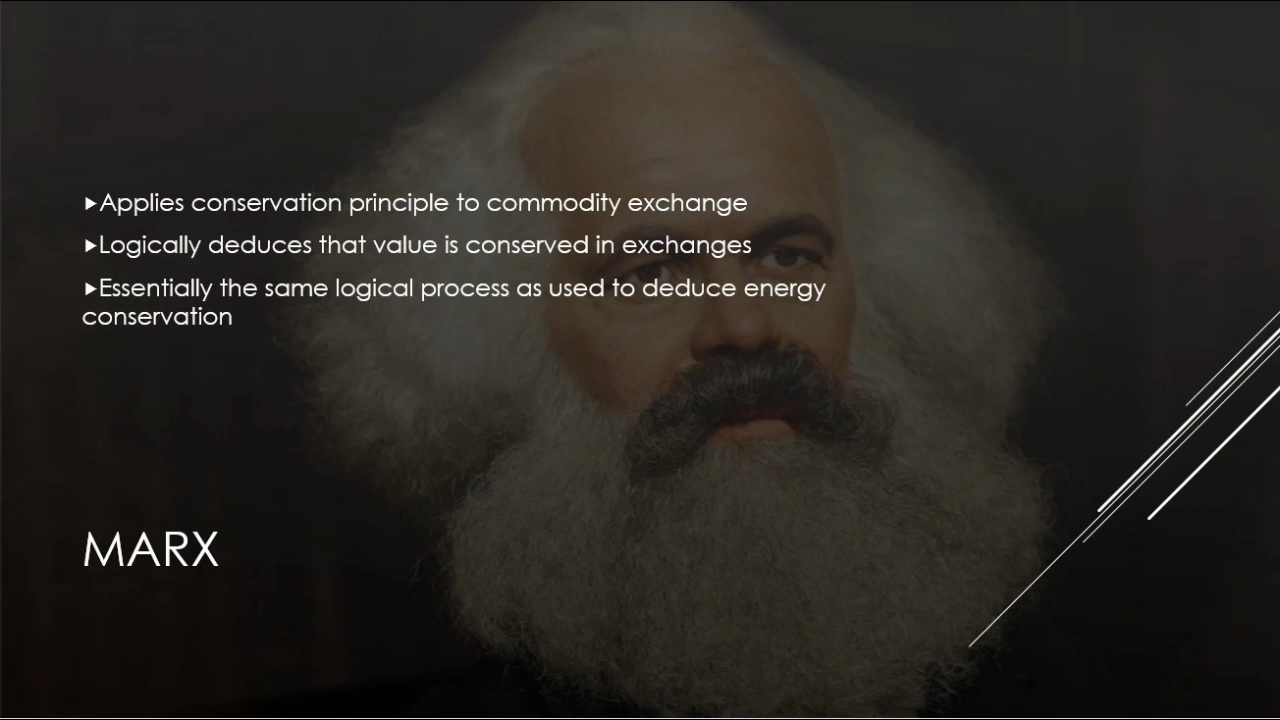 ▸Applies conservation principle to commodity exchange
▸Logically deduces that value is conserved in exchanges
▸Essentially the same logical process as used to deduce energy
conservation
MARX